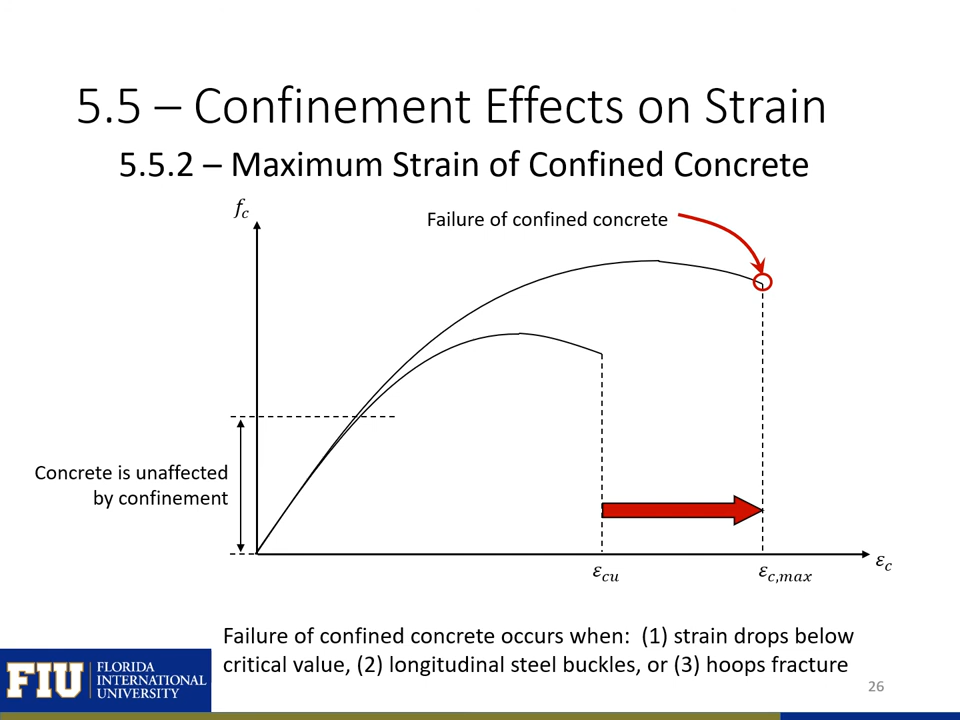 5.5 – Confinement Effects on Strain
5.5.2 – Maximum Strain of Confined Concrete
f_c
Failure of confined concrete
Concrete is unaffected
by confinement
ε_cu
ε_c,max
ε_c
Failure of confined concrete occurs when: (1) strain drops below
critical value, (2) longitudinal steel buckles, or (3) hoops fracture
FIU
FLORIDA
INTERNATIONAL
UNIVERSITY
26